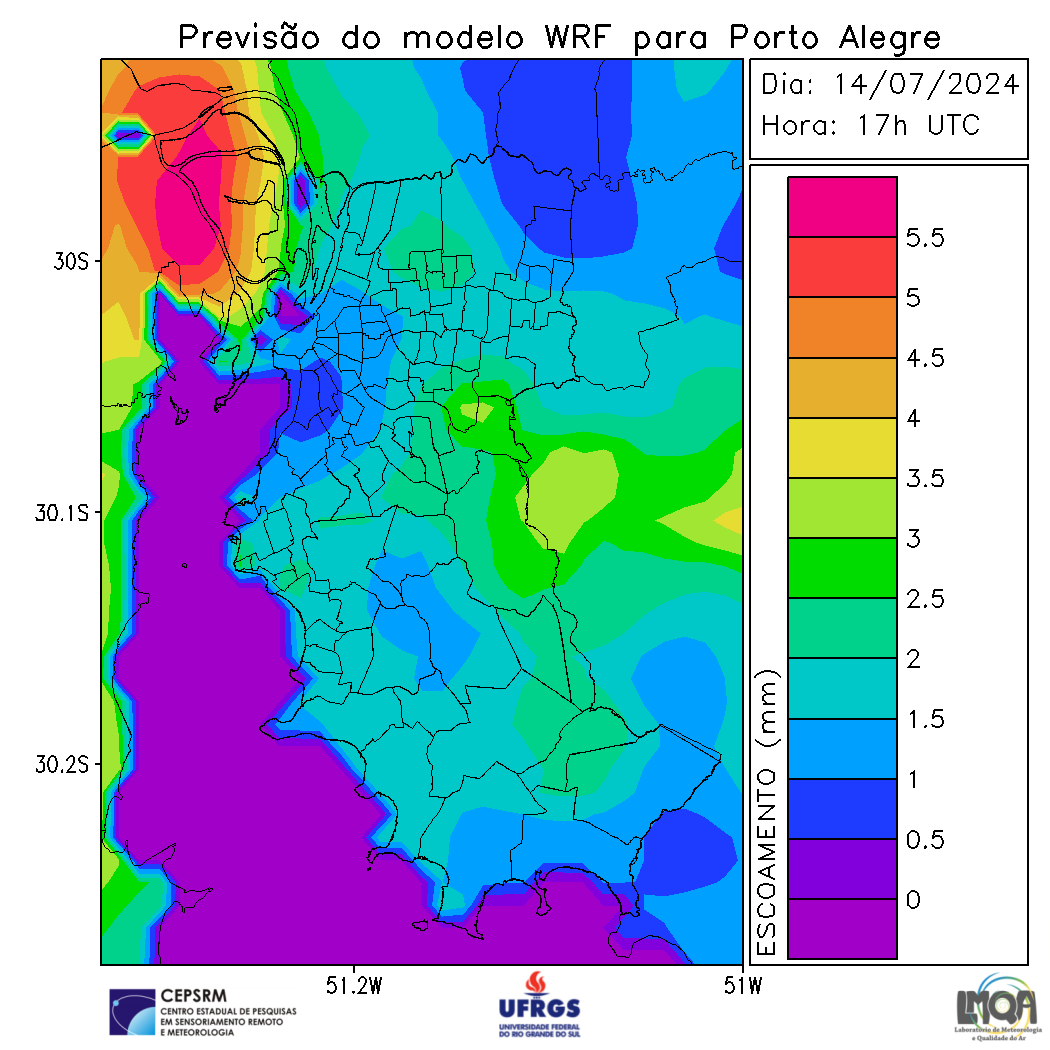 Previsão do modelo WRF para Porto Alegre
Dia: 14/07/2024
Hora: 17h UTC
30S
30.1S
30.2S
51.2W
51W
5.5
5
4.5
4
3.5
3
2.5
2
1.5
1
0.5
0
ESCOAMENTO (mm)
CEPSRM
CENTRO ESTADUAL DE PESQUISAS
EM SENSORIAMENTO REMOTO
E METEOROLOGIA
UFRGS
UNIVERSIDADE FEDERAL
DO RIO GRANDE DO SUL
LMQA
Laboratório de Meteorologia
e Qualidade do Ar